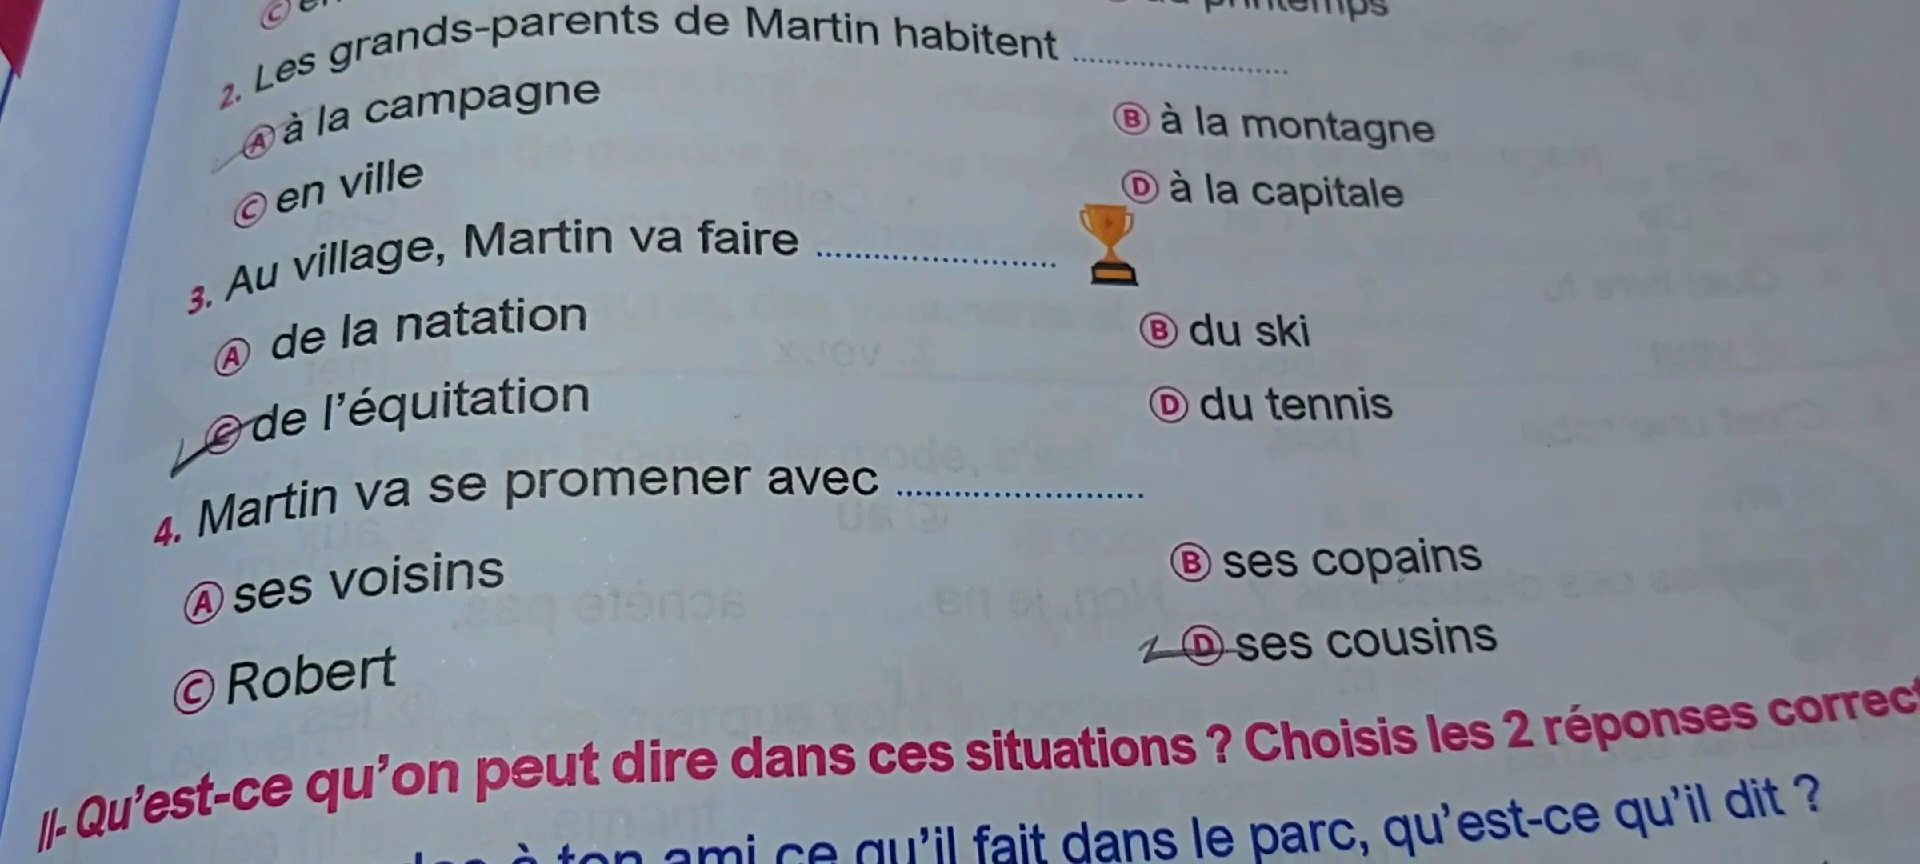 2. Les grands-parents de Martin habitent ....................
A à la campagne
B à la montagne
C en ville
D à la capitale
3. Au village, Martin va faire ....................
A de la natation
B du ski
C de l'équitation
D du tennis
4. Martin va se promener avec ....................
A ses voisins
B ses copains
C Robert
D ses cousins
II- Qu'est-ce qu'on peut dire dans ces situations ? Choisis les 2 réponses correct
à ton ami ce qu'il fait dans le parc, qu'est-ce qu'il dit ?